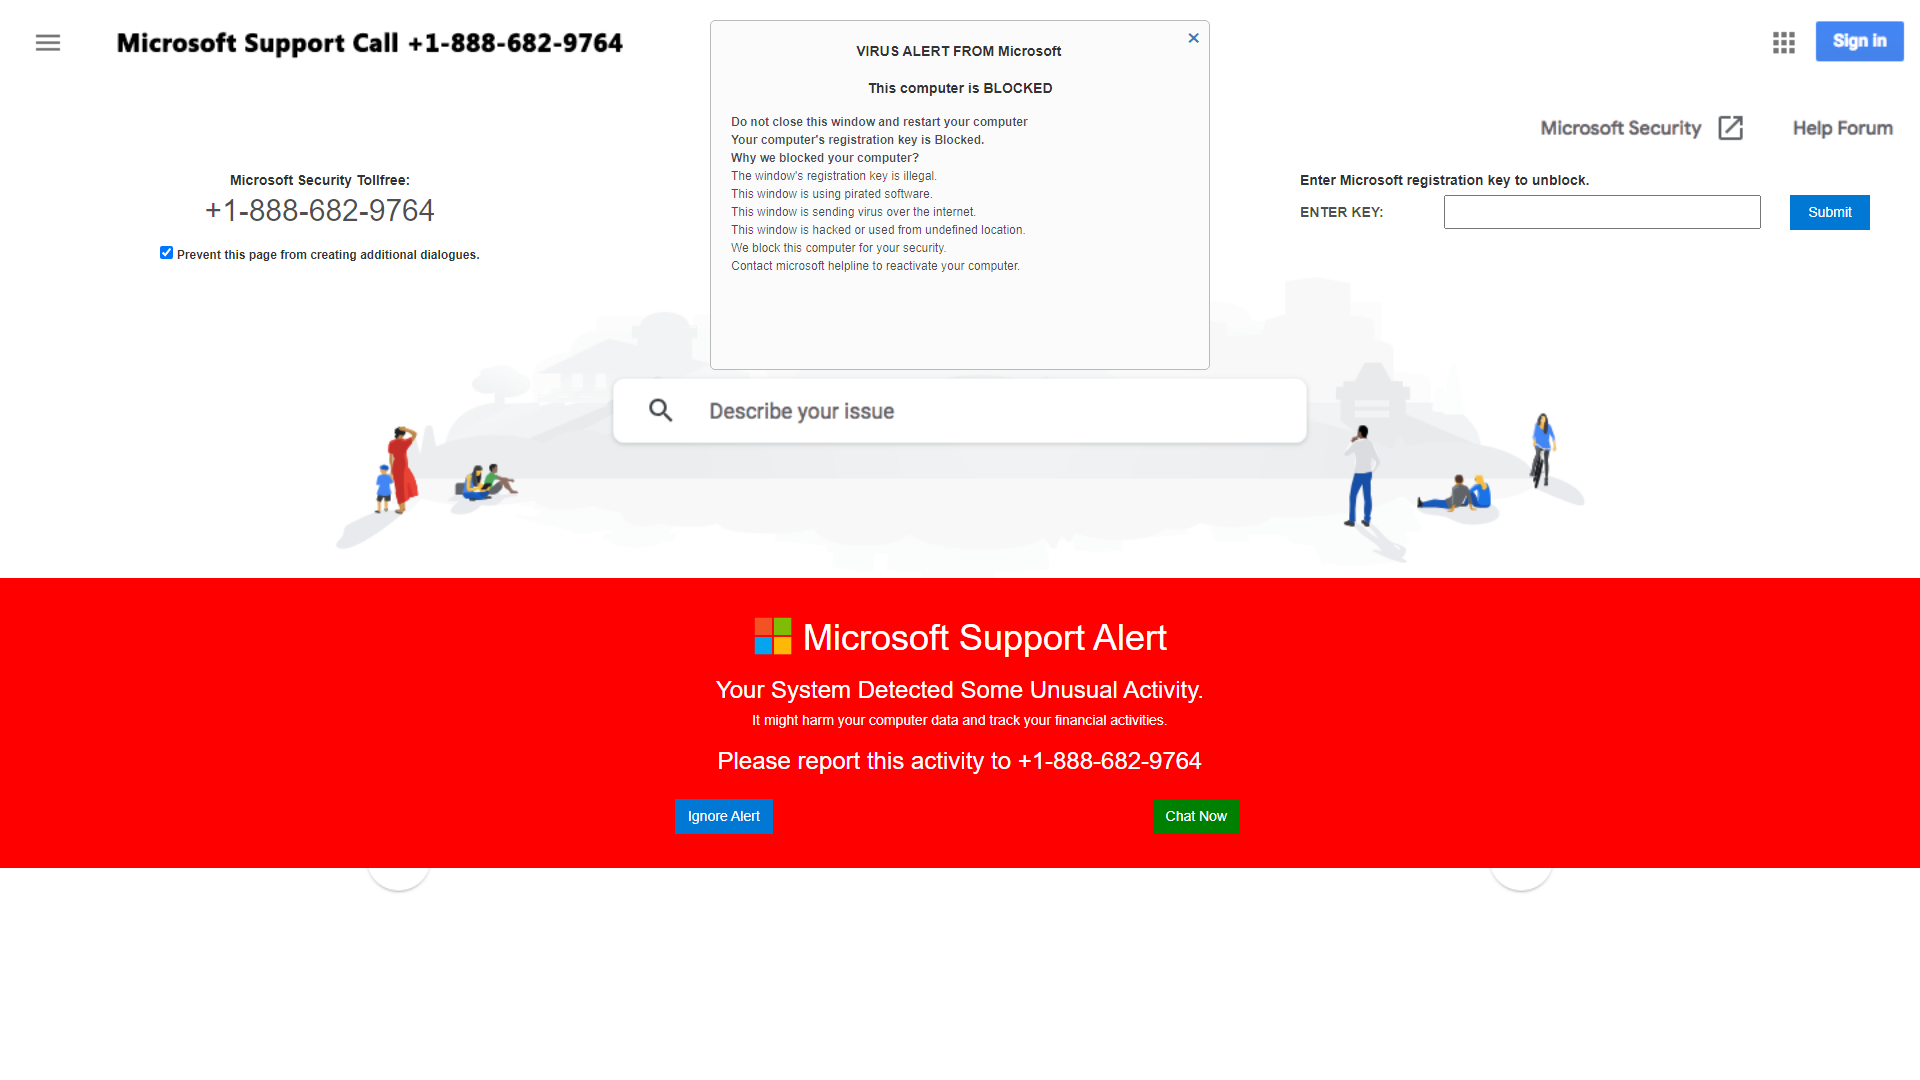 Microsoft Support Call +1-888-682-9764
Sign in
Microsoft Security
Help Forum
Microsoft Security Tollfree:
+1-888-682-9764
Prevent this page from creating additional dialogues.
VIRUS ALERT FROM Microsoft
This computer is BLOCKED
Do not close this window and restart your computer
Your computer's registration key is Blocked.
Why we blocked your computer?
The window's registration key is illegal.
This window is using pirated software.
This window is sending virus over the internet.
This window is hacked or used from undefined location.
We block this computer for your security.
Contact microsoft helpline to reactivate your computer.
Enter Microsoft registration key to unblock.
ENTER KEY:
Submit
Describe your issue
Microsoft Support Alert
Your System Detected Some Unusual Activity.
It might harm your computer data and track your financial activities.
Please report this activity to +1-888-682-9764
Ignore Alert
Chat Now